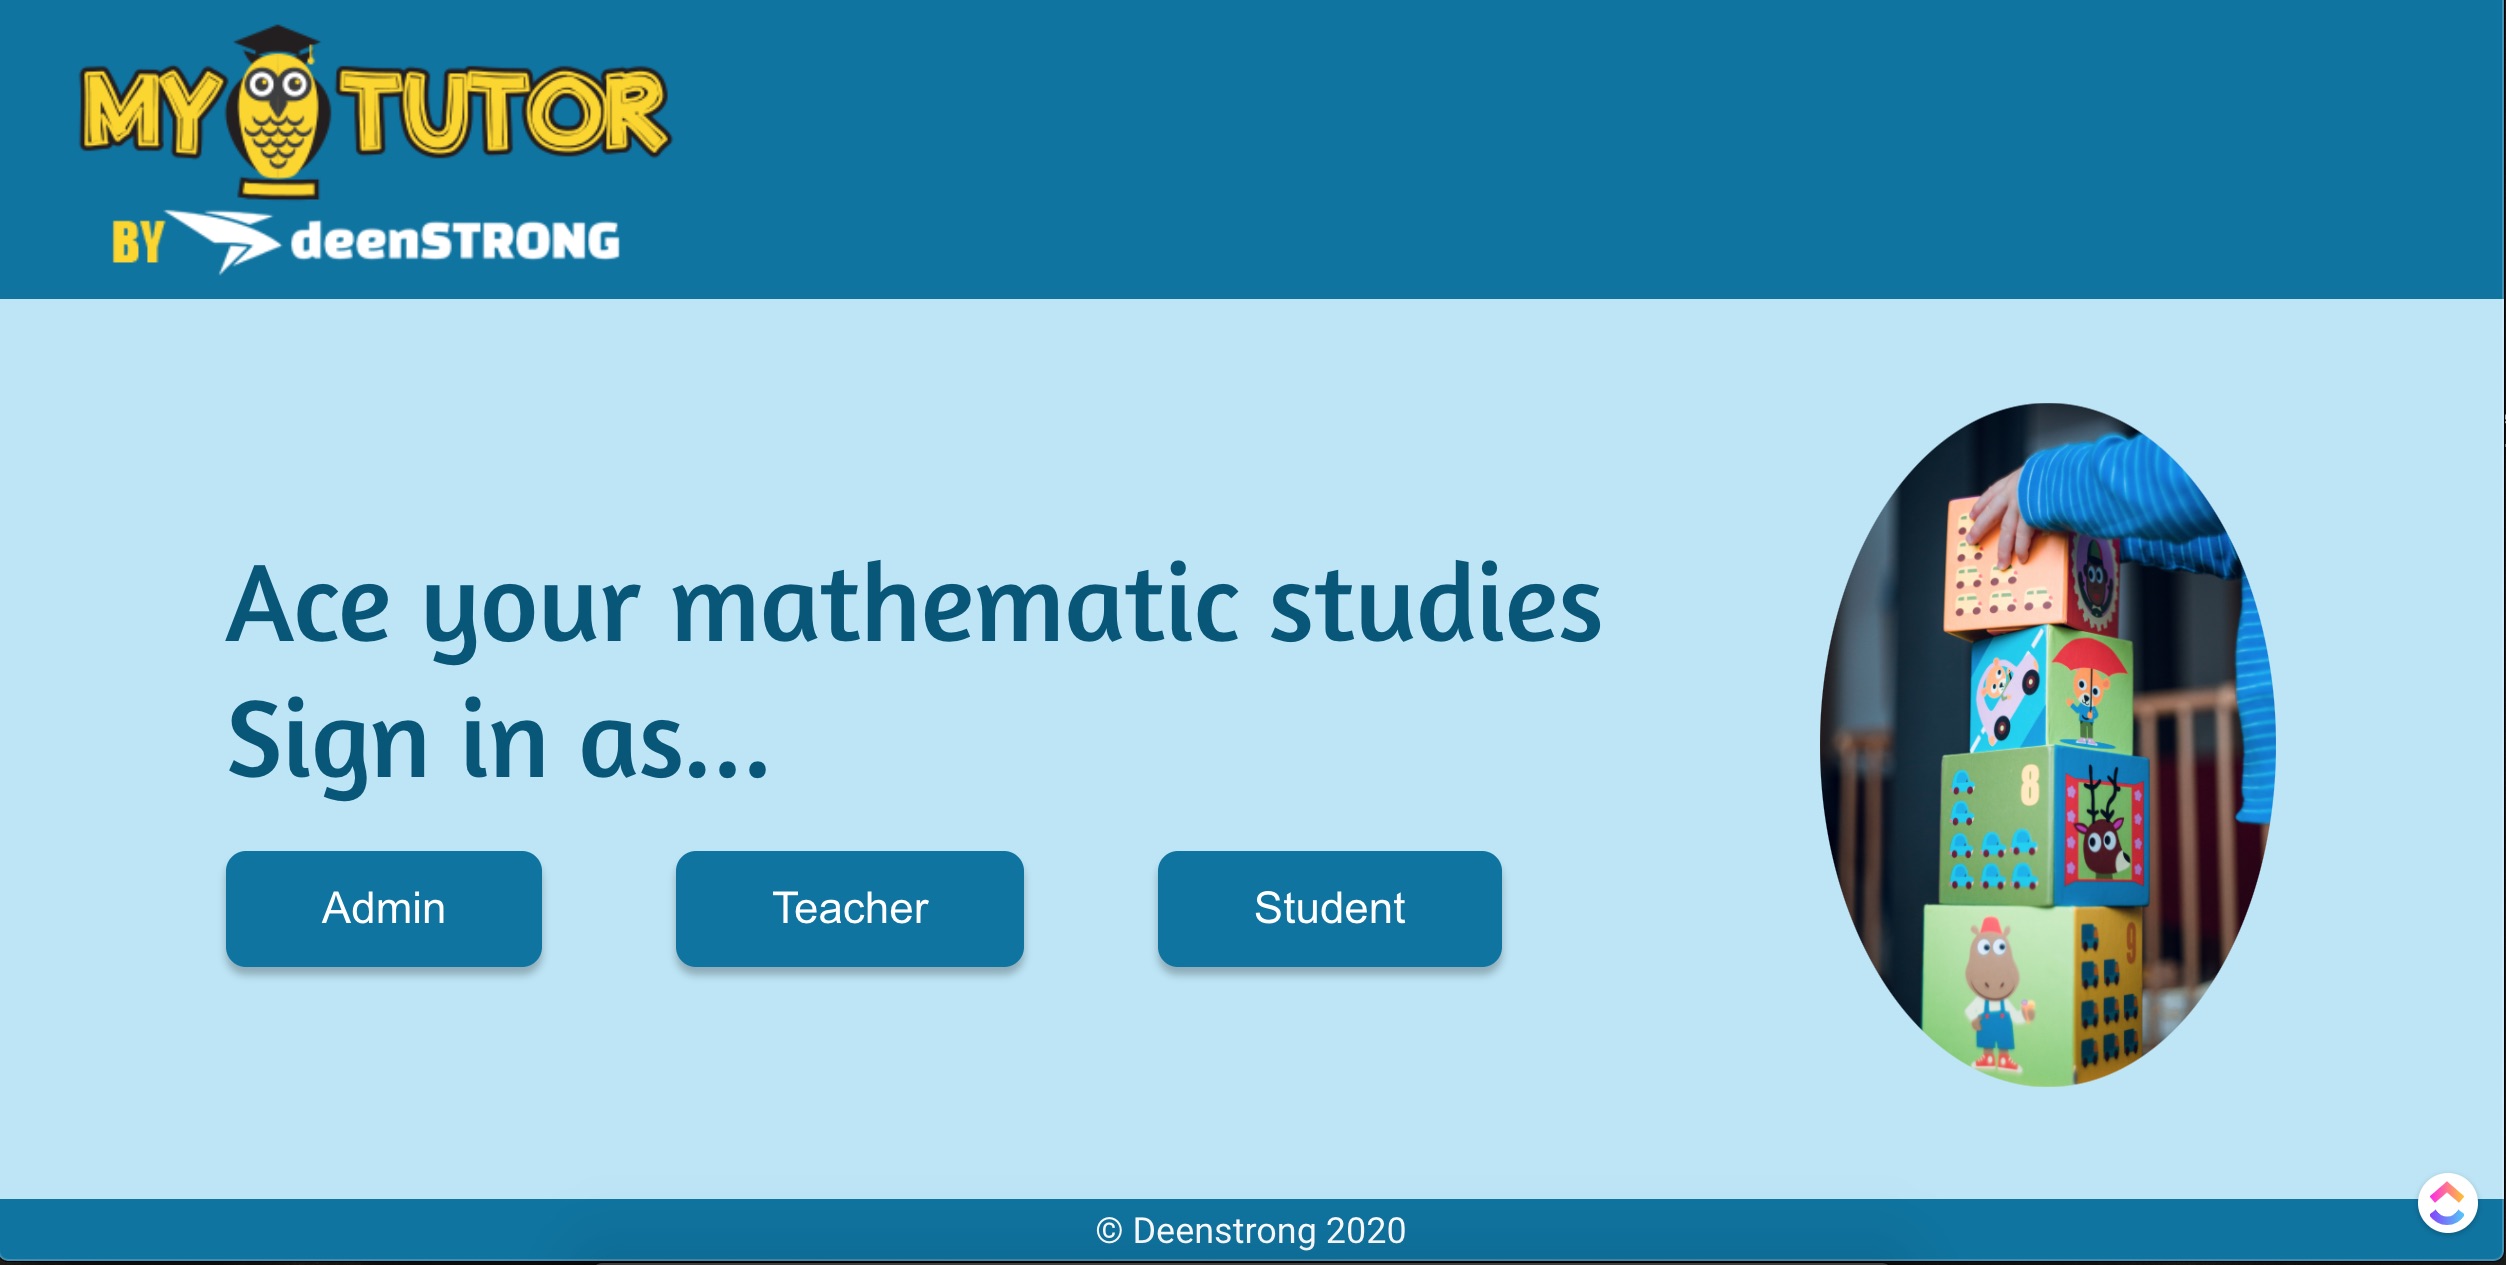 MY TUTOR
BY deenSTRONG
Ace your mathematic studies
Sign in as...
Admin
Teacher
Student
8
9
© Deenstrong 2020